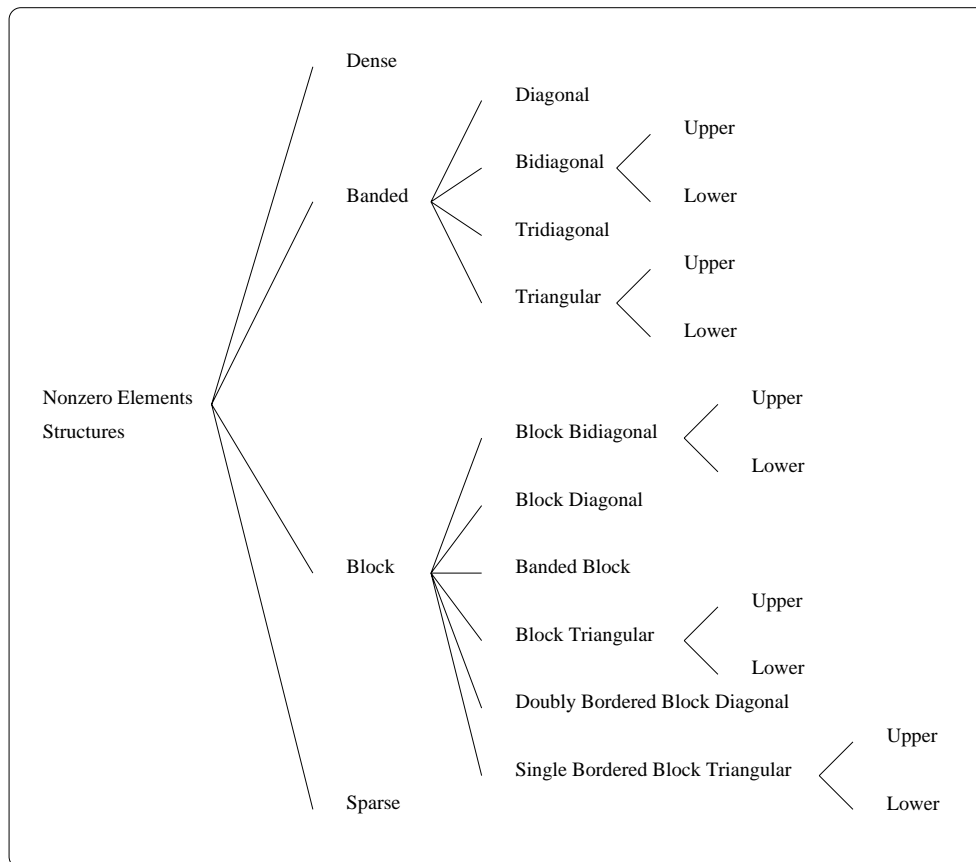 Dense
Diagonal
Upper
Bidiagonal
Banded
Lower
Tridiagonal
Upper
Triangular
Lower
Nonzero Elements
Structures
Upper
Block Bidiagonal
Lower
Block Diagonal
Block
Banded Block
Upper
Block Triangular
Lower
Doubly Bordered Block Diagonal
Upper
Single Bordered Block Triangular
Sparse
Lower